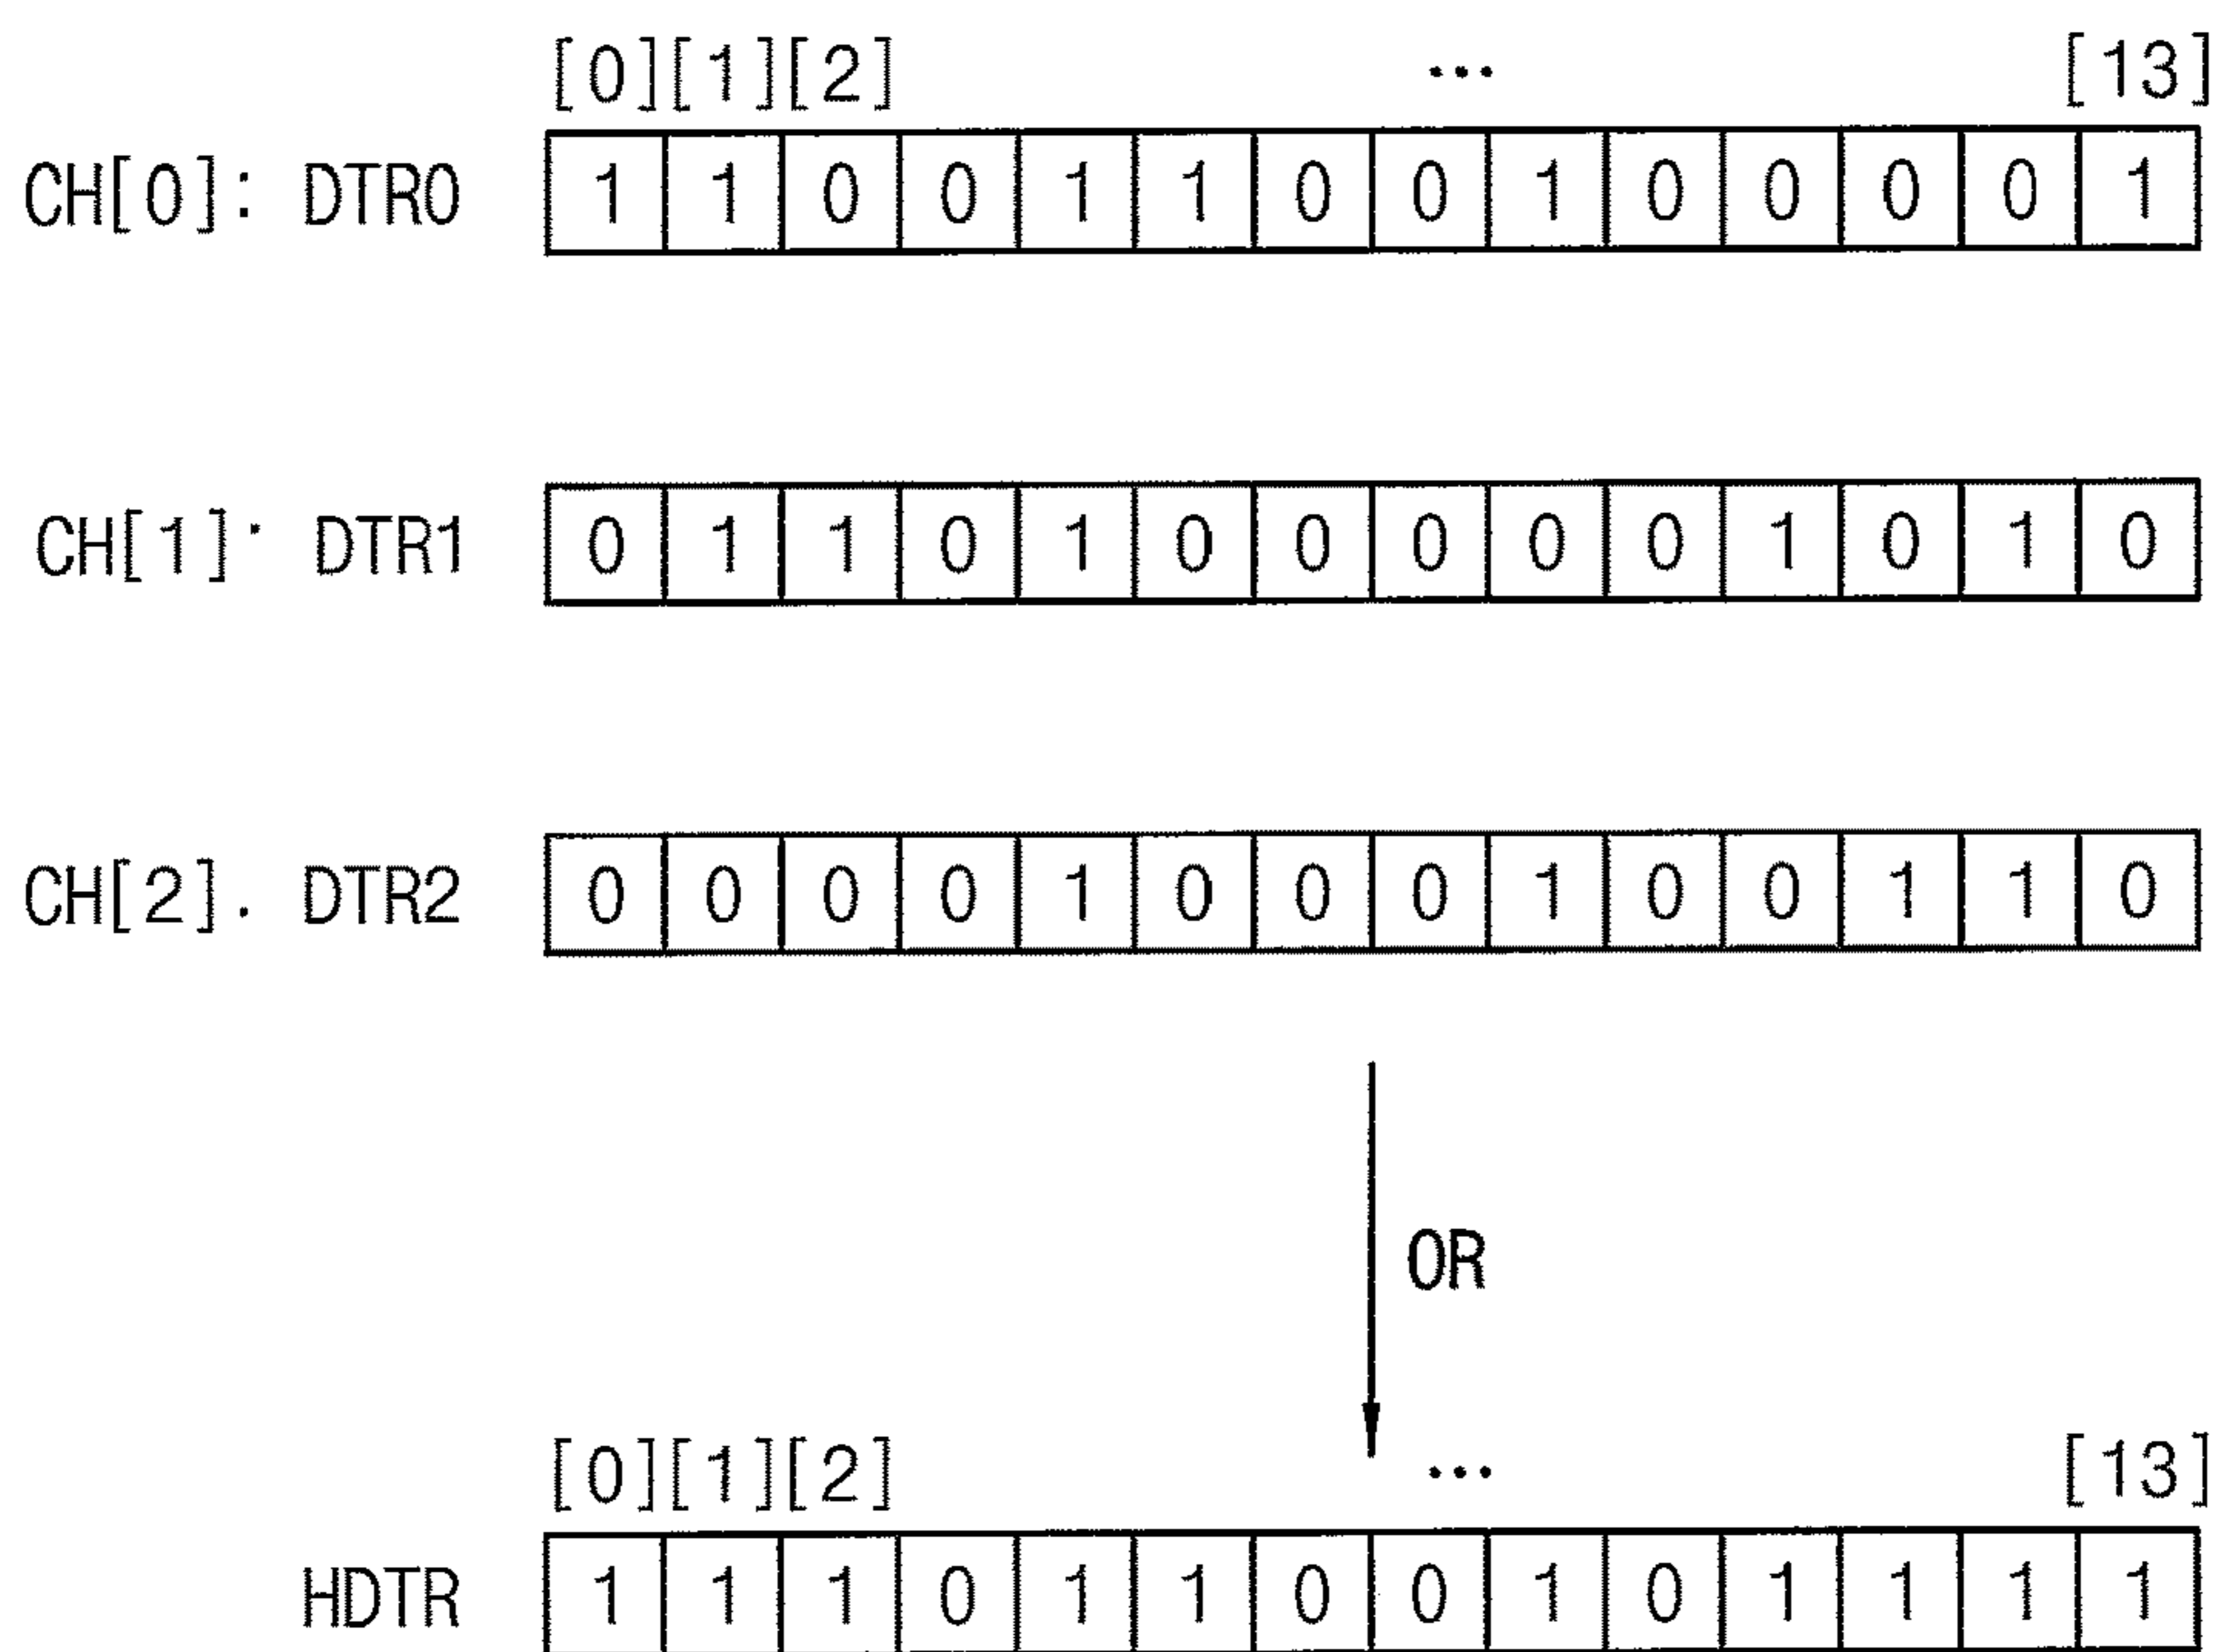 [0][1][2] ... [13]
CH[0]: DTR0 1 1 0 0 1 1 0 0 1 0 0 0 0 1
CH[1]: DTR1 0 1 1 0 1 0 0 0 0 0 1 0 1 0
CH[2]. DTR2 0 0 0 0 1 0 0 0 1 0 0 1 1 0
OR
[0][1][2] ... [13]
HDTR 1 1 1 0 1 1 0 0 1 0 1 1 1 1